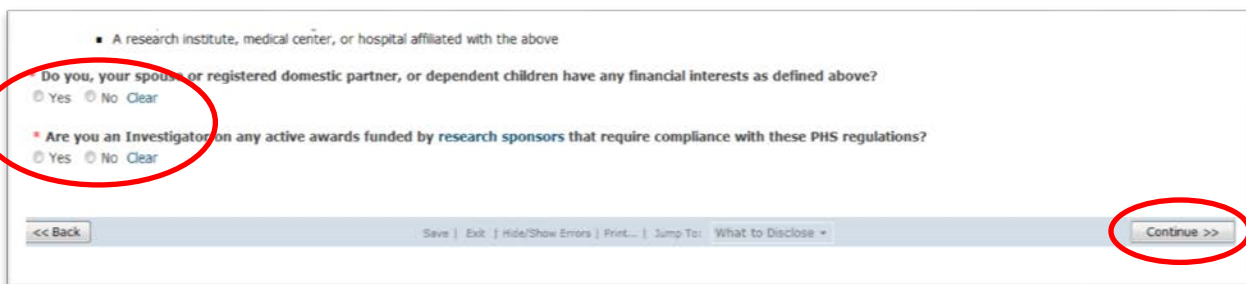 ▪ A research institute, medical center, or hospital affiliated with the above
* Do you, your spouse or registered domestic partner, or dependent children have any financial interests as defined above?
Yes No Clear
* Are you an Investigator on any active awards funded by research sponsors that require compliance with these PHS regulations?
Yes No Clear
<< Back Save | Exit | Hide/Show Errors | Print... | Jump To: What to Disclose Continue >>